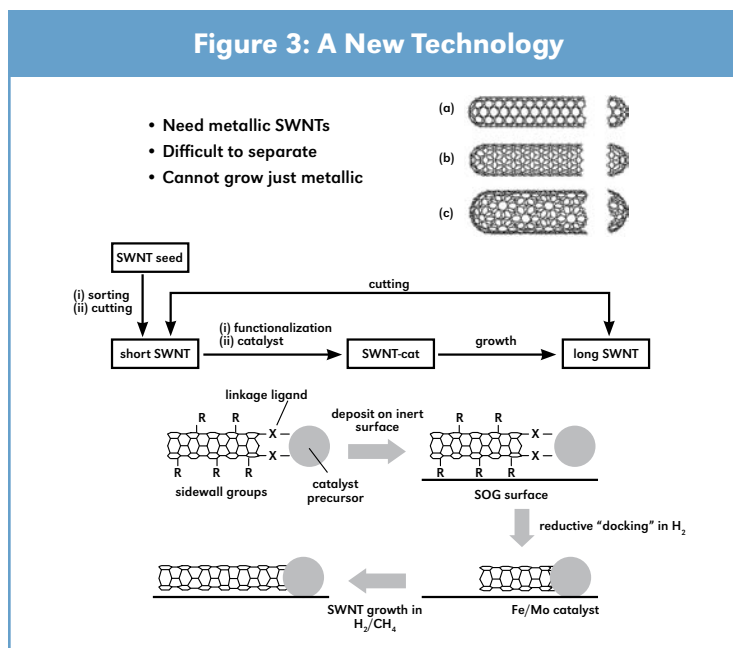 Figure 3: A New Technology
• Need metallic SWNTs
• Difficult to separate
• Cannot grow just metallic
(a)
(b)
(c)
SWNT seed
(i) sorting
(ii) cutting
cutting
(i) functionalization
(ii) catalyst
growth
short SWNT
SWNT-cat
long SWNT
linkage ligand
R R
X
X
R R R
sidewall groups
catalyst
precursor
deposit on inert
surface
R R
X
X
R R R
SOG surface
reductive “docking” in H₂
SWNT growth in
H₂/CH₄
Fe/Mo catalyst